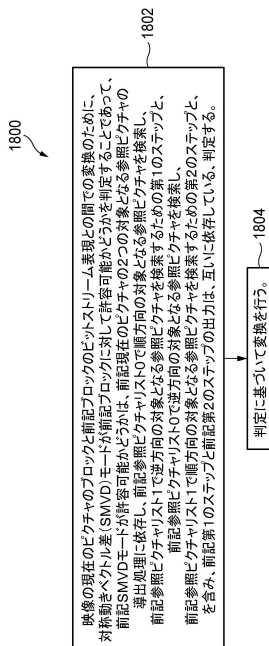 1800
1802
映像の現在のピクチャのブロックと前記ブロックのビットストリーム表現との間での変換のために、
対称動きベクトル差(SMVD)モードが前記ブロックに対して許容可能かどうかを判定することであって、
前記SMVDモードが許容可能かどうかは、前記現在のピクチャの2つの対象となる参照ピクチャの
導出処理に依存し、前記参照ピクチャリスト0で順方向の対象となる参照ピクチャを検索し、
前記参照ピクチャリスト1で逆方向の対象となる参照ピクチャを検索するための第1のステップと、
前記参照ピクチャリスト0で逆方向の対象となる参照ピクチャを検索し、
前記参照ピクチャリスト1で順方向の対象となる参照ピクチャを検索するための第2のステップと、
を含み、前記第1のステップと前記第2のステップの出力は、互いに依存している、判定する。
1804
判定に基づいて変換を行う。